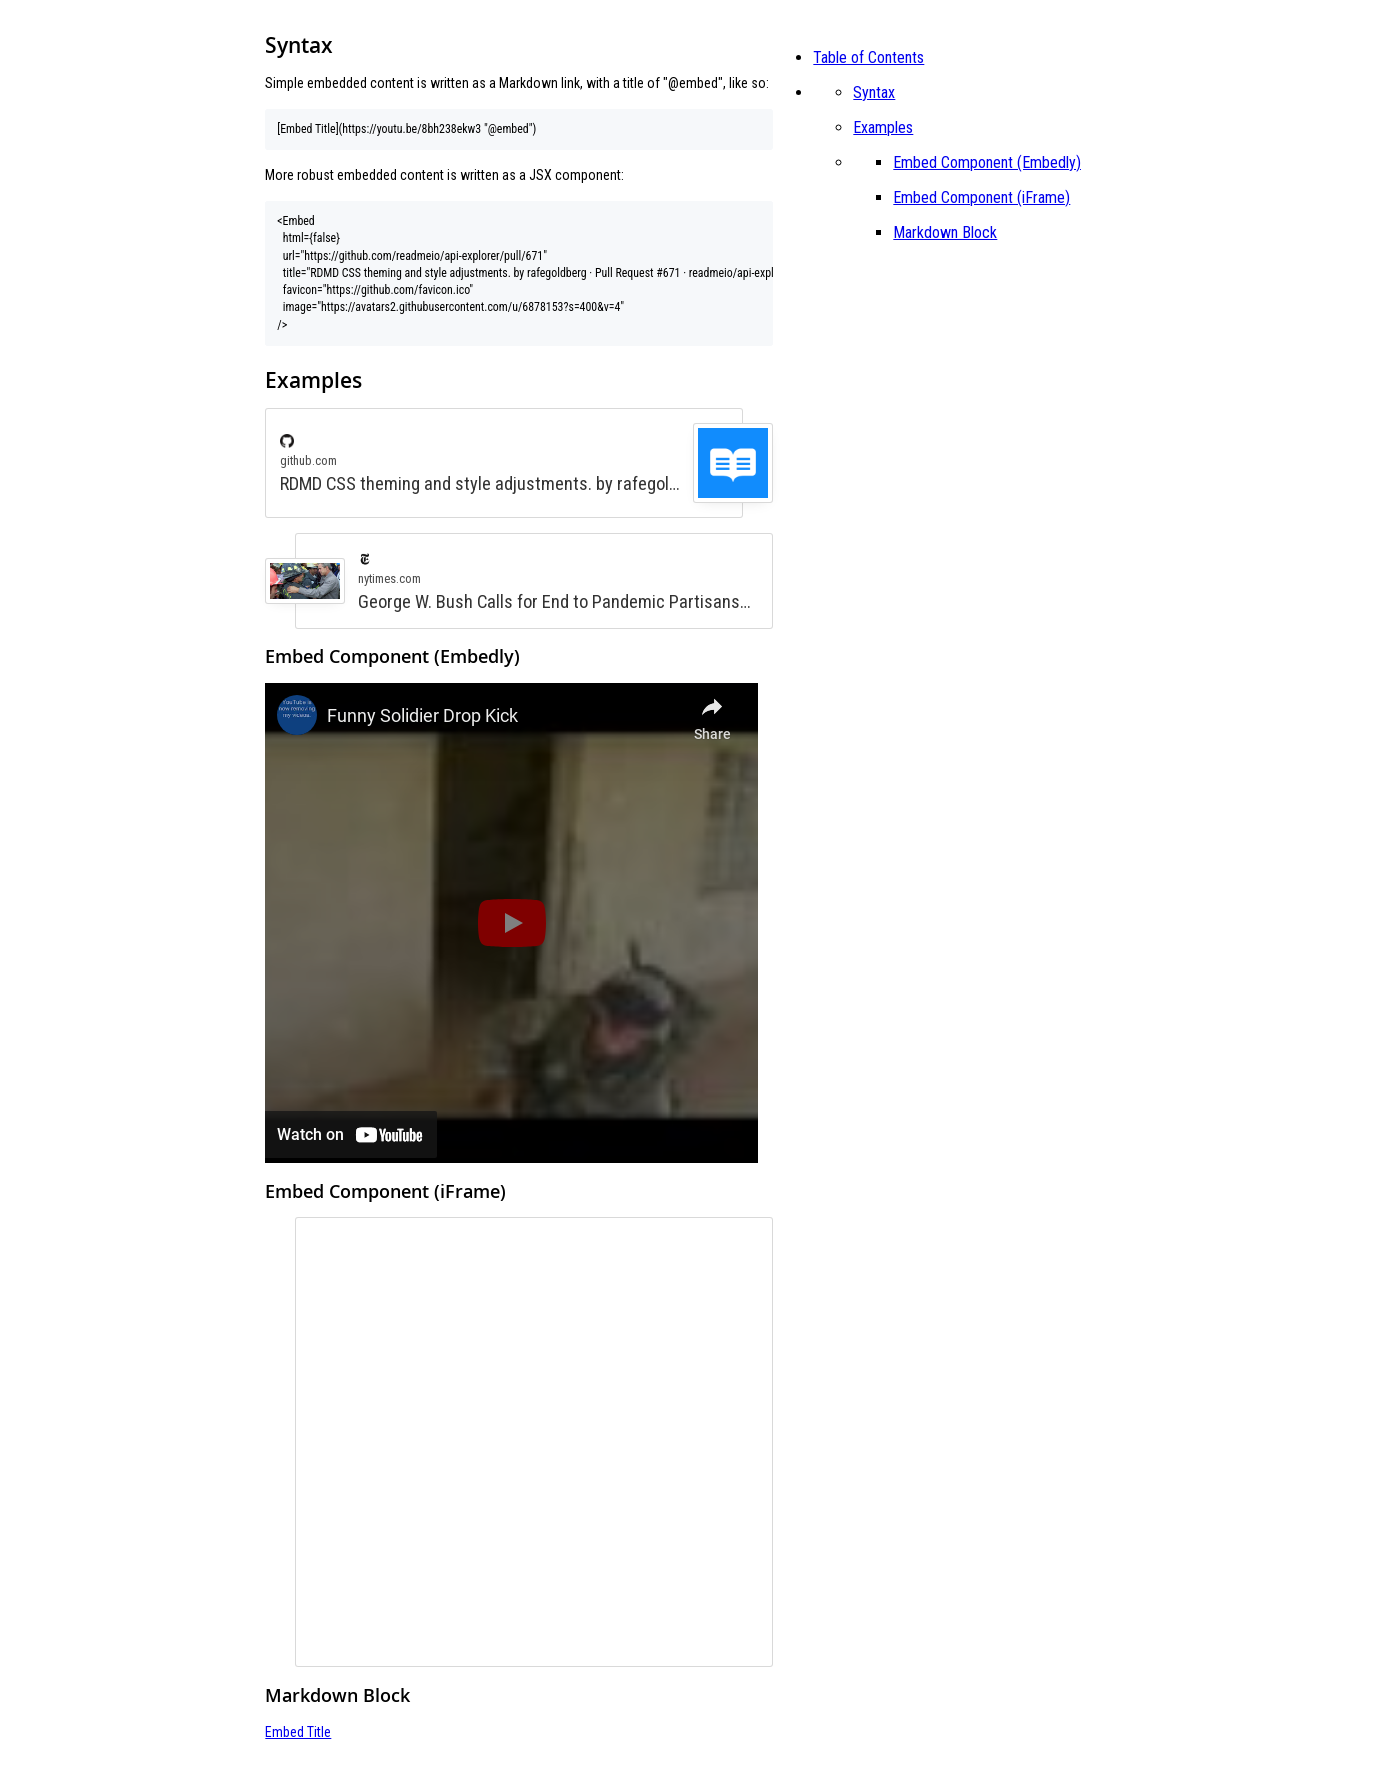 Syntax
Simple embedded content is written as a Markdown link, with a title of "@embed", like so:
[Embed Title](https://youtu.be/8bh238ekw3 "@embed")
More robust embedded content is written as a JSX component:
<Embed
  html={false}
  url="https://github.com/readmeio/api-explorer/pull/671"
  title="RDMD CSS theming and style adjustments. by rafegoldberg · Pull Request #671 · readmeio/api-expl
  favicon="https://github.com/favicon.ico"
  image="https://avatars2.githubusercontent.com/u/6878153?s=400&v=4"
/>
Examples
github.com
RDMD CSS theming and style adjustments. by rafegol...
nytimes.com
George W. Bush Calls for End to Pandemic Partisans...
Embed Component (Embedly)
YouTube is
now removing
my videos.
Funny Solidier Drop Kick
Share
Watch on YouTube
Embed Component (iFrame)
Markdown Block
Embed Title
Table of Contents
Syntax
Examples
Embed Component (Embedly)
Embed Component (iFrame)
Markdown Block